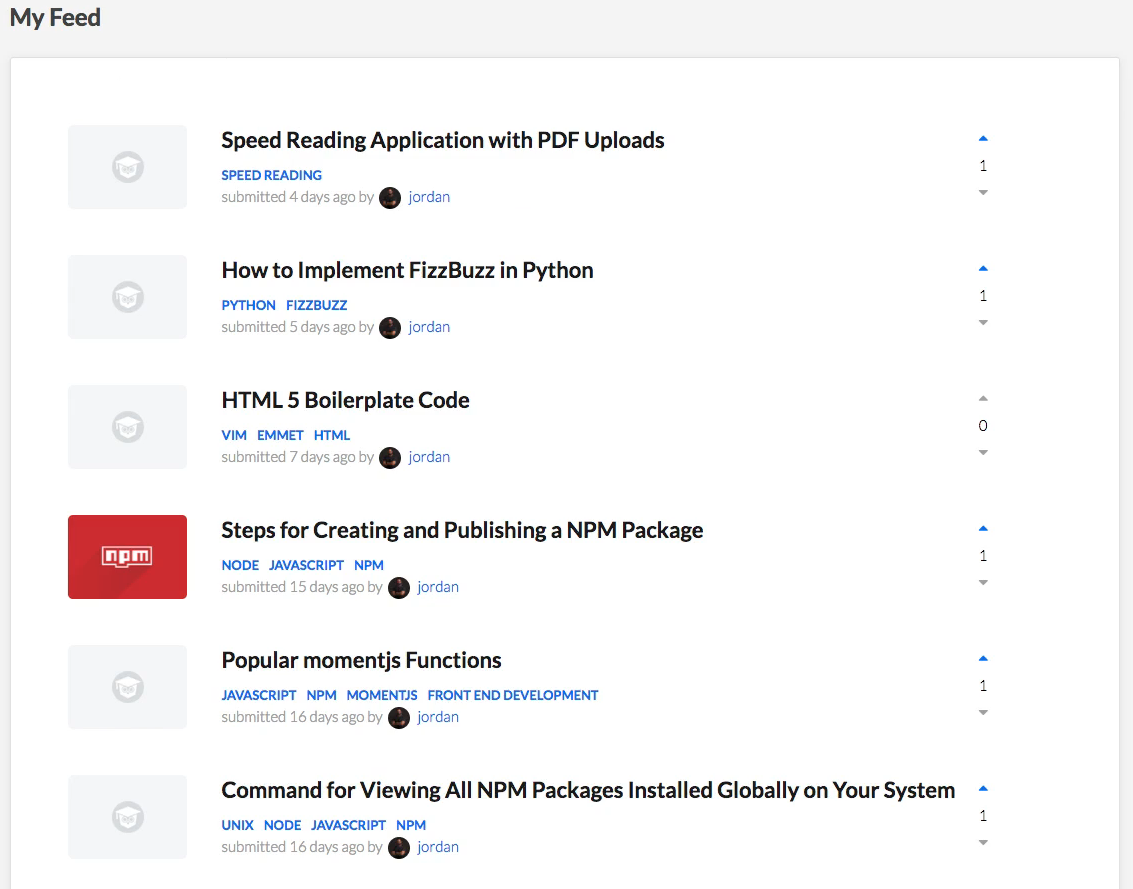 My Feed
Speed Reading Application with PDF Uploads
1
SPEED READING
submitted 4 days ago by jordan
How to Implement FizzBuzz in Python
1
PYTHON FIZZBUZZ
submitted 5 days ago by jordan
HTML 5 Boilerplate Code
0
VIM EMMET HTML
submitted 7 days ago by jordan
npm
Steps for Creating and Publishing a NPM Package
1
NODE JAVASCRIPT NPM
submitted 15 days ago by jordan
Popular momentjs Functions
1
JAVASCRIPT NPM MOMENTJS FRONT END DEVELOPMENT
submitted 16 days ago by jordan
Command for Viewing All NPM Packages Installed Globally on Your System
1
UNIX NODE JAVASCRIPT NPM
submitted 16 days ago by jordan